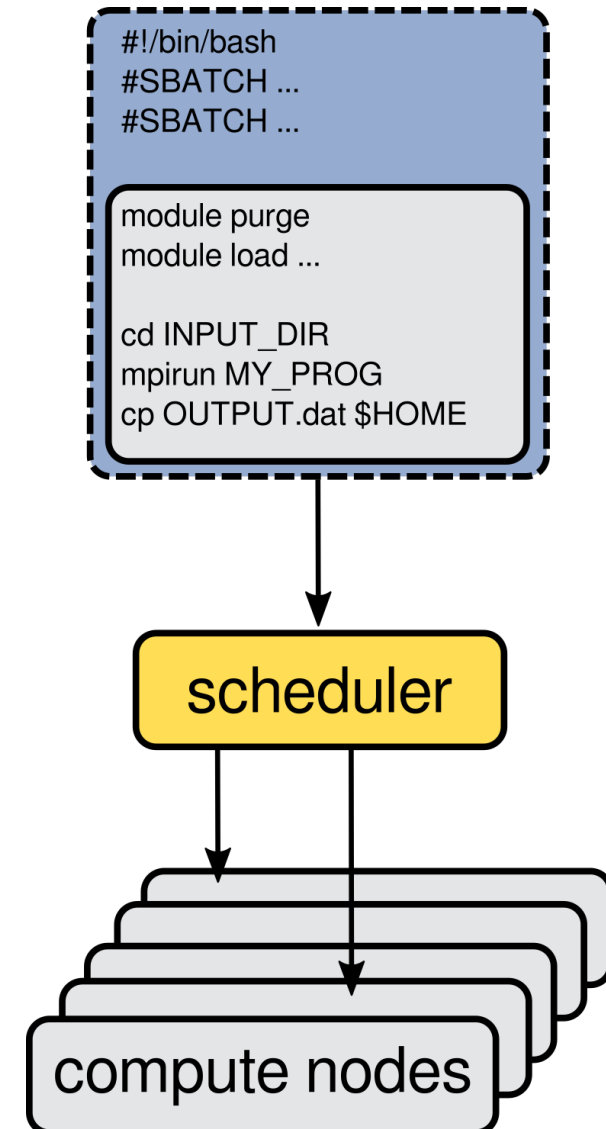 #!/bin/bash
#SBATCH ...
#SBATCH ...
module purge
module load ...
cd INPUT_DIR
mpirun MY_PROG
cp OUTPUT.dat $HOME
scheduler
compute nodes